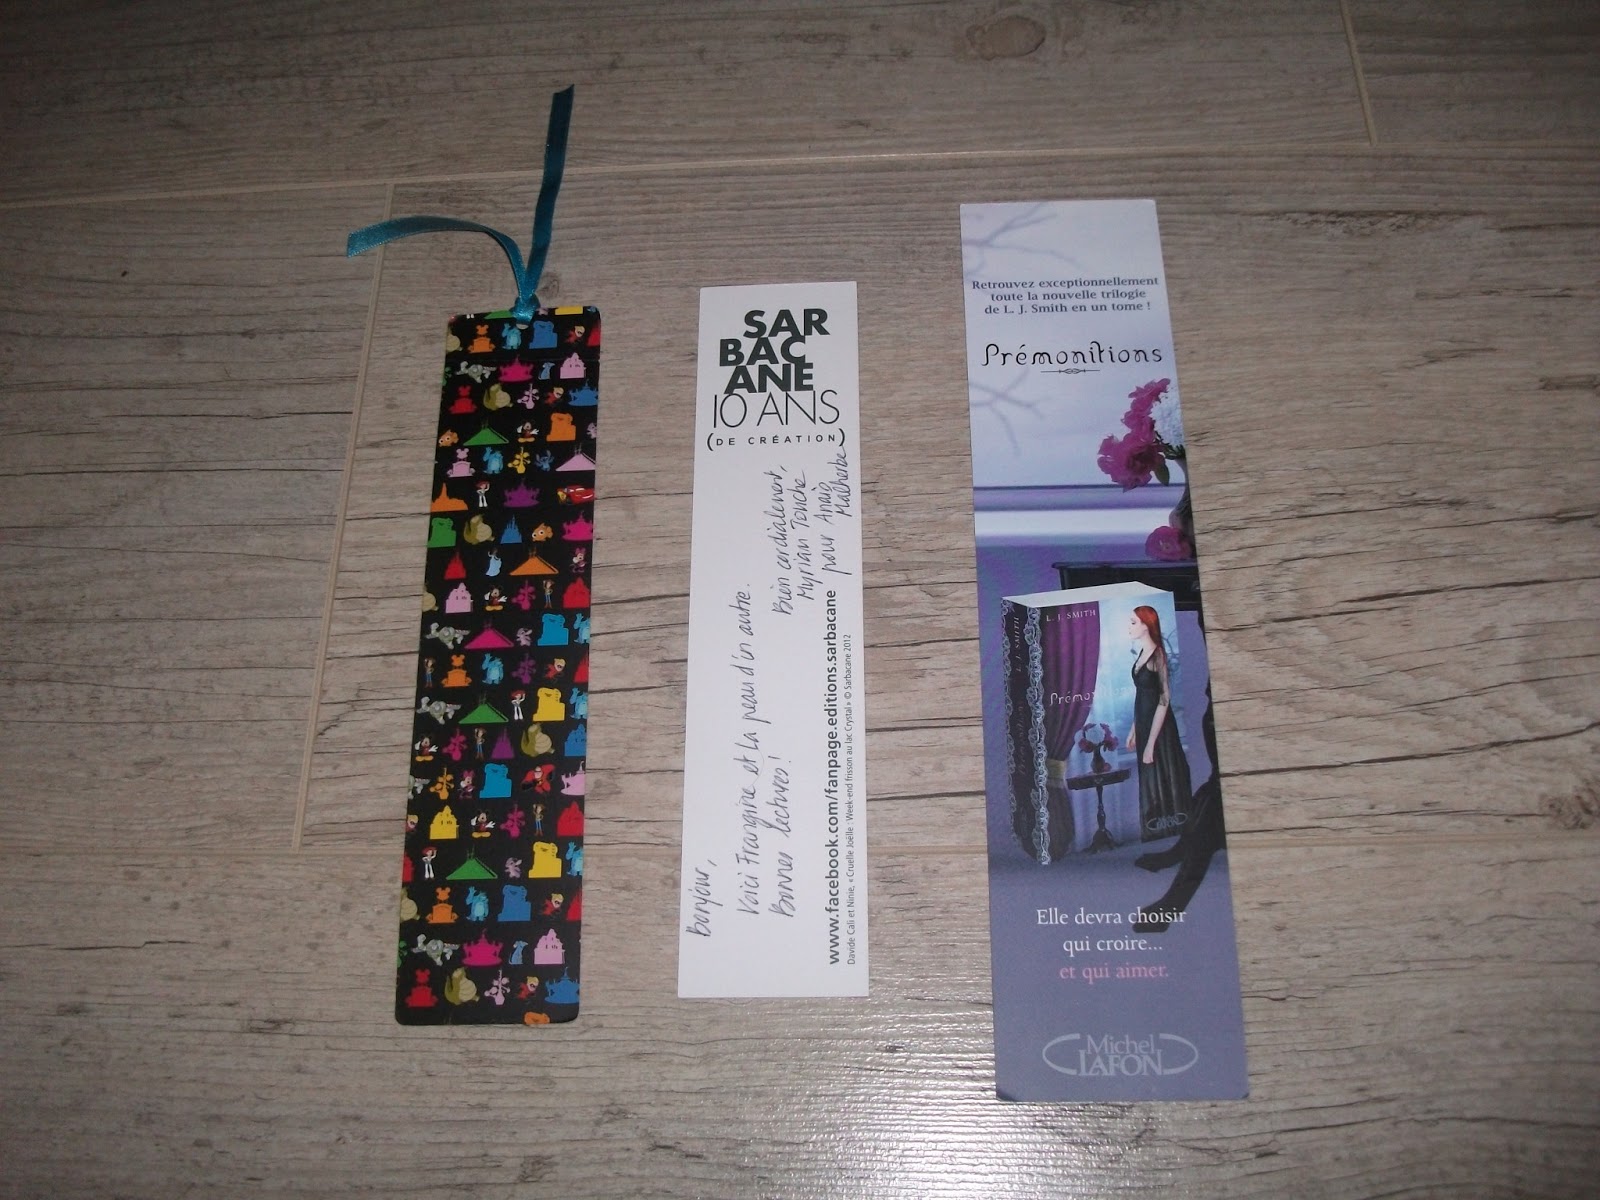 SAR
BAC
ANE
10 ANS
(DE CRÉATION)
Bonjour,
Voici Frangine et la peau d'un autre.
Bonnes lectures!
Bien cordialement,
Myriam Touche
pour Anaïs
Malherbe
www.facebook.com/fanpage.editions.sarbacane
Davide Cali et Ninie, « Cruelle Joëlle : Week-end frisson au lac Crystal » © Sarbacane 2012
Retrouvez exceptionnellement
toute la nouvelle trilogie
de L. J. Smith en un tome !
Prémonitions
L. J. SMITH
L. J. SMITH
Prémonitions
Elle devra choisir
qui croire...
et qui aimer.
Michel
LAFON